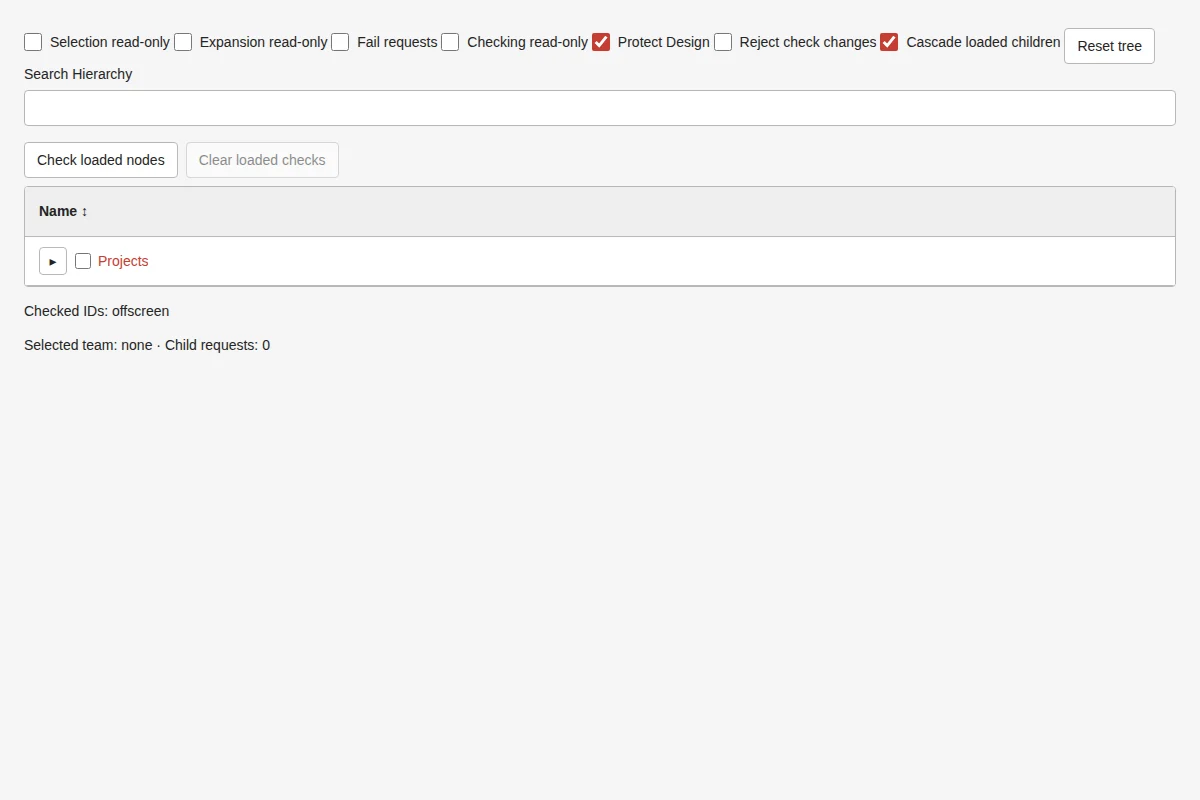 Selection read-only Expansion read-only Fail requests Checking read-only Protect Design Reject check changes Cascade loaded children Reset tree
Search Hierarchy
Check loaded nodes Clear loaded checks
Name ↕
► Projects
Checked IDs: offscreen
Selected team: none · Child requests: 0